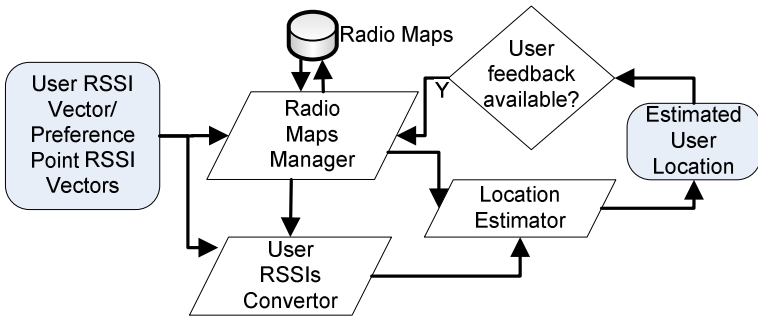 Radio Maps
User RSSI
Vector/
Preference
Point RSSI
Vectors
Radio
Maps
Manager
User
feedback
available?
Y
Estimated
User
Location
Location
Estimator
User
RSSIs
Convertor